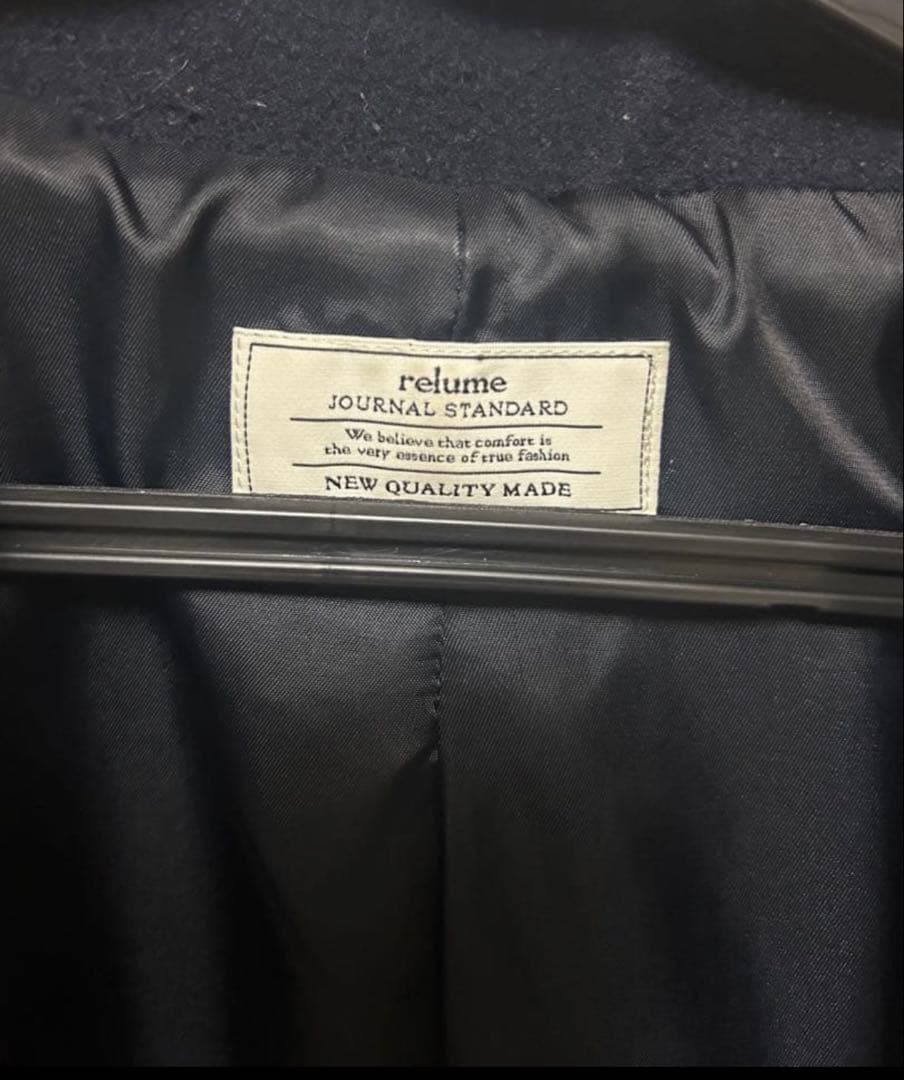 relume
JOURNAL STANDARD
We believe that comfort is
the very essence of true fashion
NEW QUALITY MADE